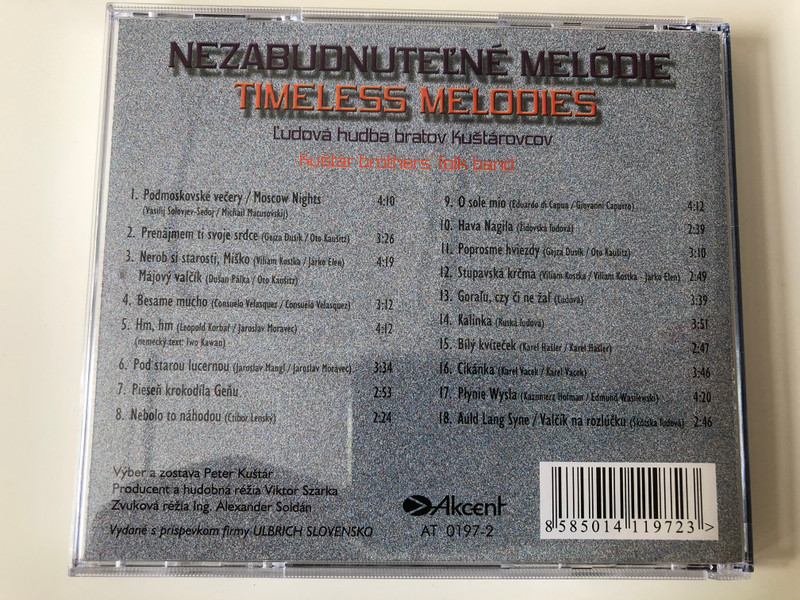 NEZABUDNUTEĽNÉ MELÓDIE
TIMELESS MELODIES
Ľudová hudba bratov Kuštárovcov
Kuštár brothers' folk band
1. Podmoskovské večery / Moscow Nights 4:10
(Vasilij Solovjev-Sedoj / Michail Matusovskij)
2. Prenajmem ti svoje srdce (Gejza Dusík / Oto Kaušitz) 3:26
3. Nerob si starosti, Miško (Viliam Kostka / Jarko Elen) 4:19
Májový valčík (Dušan Pálka / Oto Kaušitz)
4. Besame mucho (Consuelo Velasquez / Consuelo Velasquez) 3:12
5. Hm, hm (Leopold Korbař / Jaroslav Moravec) 4:12
(nemecký text: Iwo Kawan)
6. Pod starou lucernou (Jaroslav Mangl / Jaroslav Moravec) 3:34
7. Pieseň krokodíla Geňu 2:53
8. Nebolo to náhodou (Ctibor Lenský) 2:24
9. O sole mio (Eduardo di Capua / Giovanni Capurro) 4:12
10. Hava Nagila (židovská ľudová) 2:39
11. Poprosme hviezdy (Gejza Dusík / Oto Kaušitz) 3:10
12. Stupavská krčma (Viliam Kostka / Viliam Kostka - Jarko Elen) 2:49
13. Goraľu, czy či ne žaľ (Ľudová) 3:39
14. Kalinka (Ruská ľudová) 3:51
15. Bílý kvíteček (Karel Hašler / Karel Hašler) 2:47
16. Cikánka (Karel Vacek / Karel Vacek) 3:46
17. Płynie Wysła (Kazimierz Hofman / Edmund Wasilewski) 4:20
18. Auld Lang Syne / Valčík na rozlúčku (Škótska ľudová) 2:46
Výber a zostava Peter Kuštár
Producent a hudobná réžia Viktor Szarka
Zvuková réžia Ing. Alexander Soldán
Vydané s príspevkom firmy ULBRICH SLOVENSKO
Akcent
AT 0197-2
8 585014 119723 >